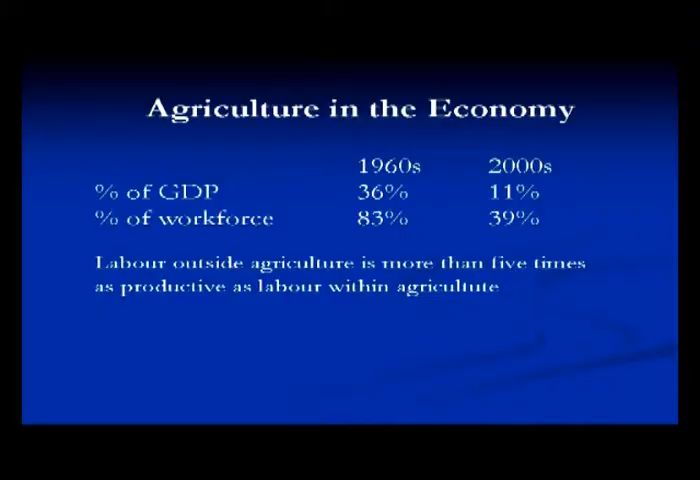 Agriculture in the Economy
1960s 2000s
% of GDP 36% 11%
% of workforce 83% 39%
Labour outside agriculture is more than five times
as productive as labour within agricultute